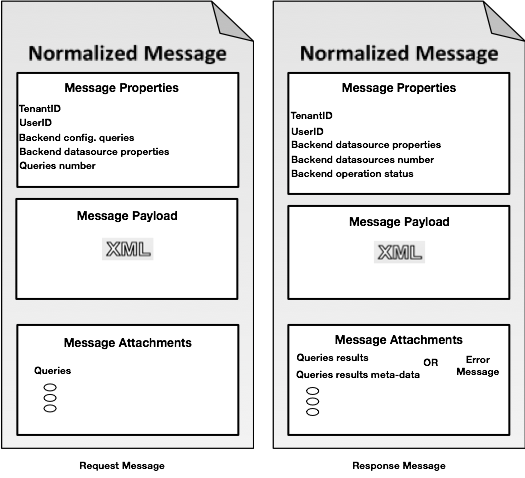 Normalized Message
Message Properties
TenantID
UserID
Backend config. queries
Backend datasource properties
Queries number
Message Payload
XML
Message Attachments
Queries
Request Message
Normalized Message
Message Properties
TenantID
UserID
Backend datasource properties
Backend datasources number
Backend operation status
Message Payload
XML
Message Attachments
Queries results
Queries results meta-data
OR
Error
Message
Response Message